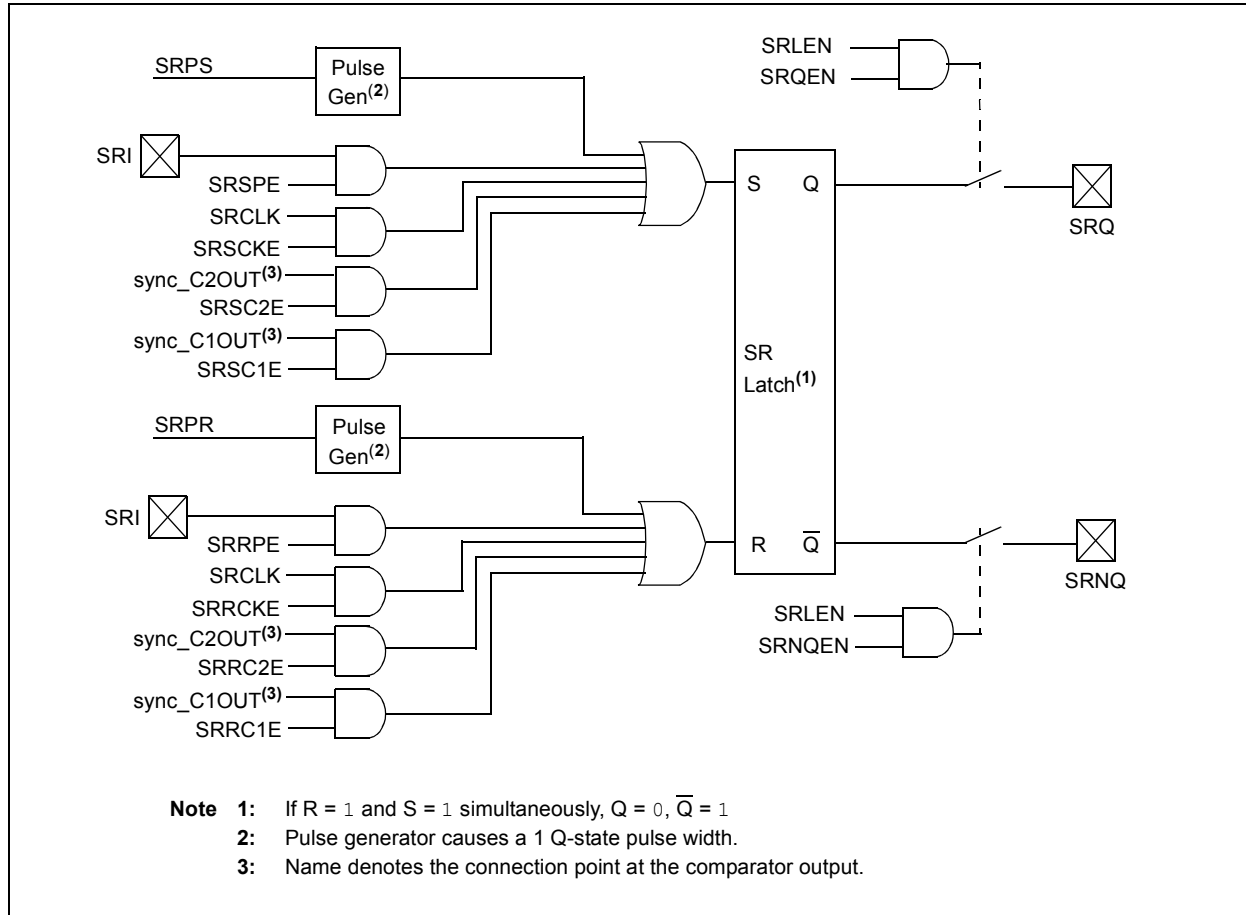 SRPS
Pulse
Gen(2)
SRI
SRSPE
SRCLK
SRSCKE
sync_C2OUT(3)
SRSC2E
sync_C1OUT(3)
SRSC1E
SRPR
Pulse
Gen(2)
SRI
SRRPE
SRCLK
SRRCKE
sync_C2OUT(3)
SRRC2E
sync_C1OUT(3)
SRRC1E
S Q
SR
Latch(1)
R Q̅
SRLEN
SRQEN
SRQ
SRNQ
SRLEN
SRNQEN
Note 1: If R = 1 and S = 1 simultaneously, Q = 0, Q̅ = 1
2: Pulse generator causes a 1 Q-state pulse width.
3: Name denotes the connection point at the comparator output.